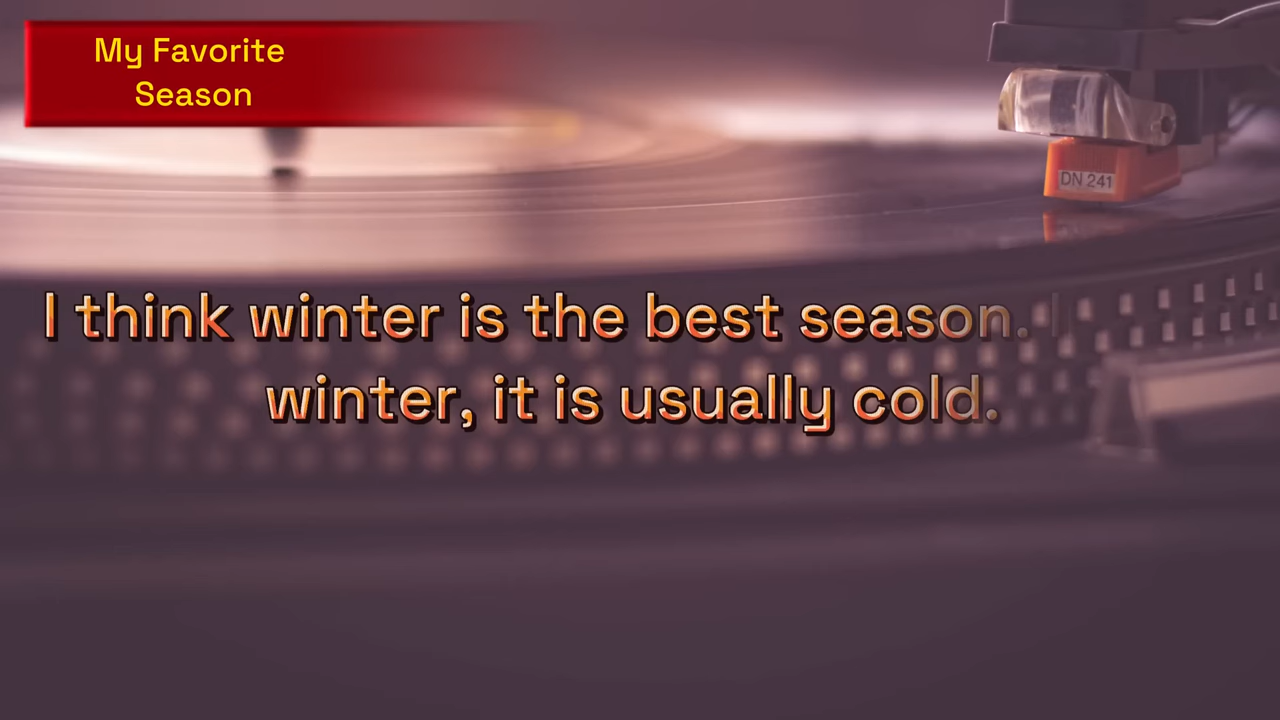 My Favorite
Season
DN 241
I think winter is the best season.
winter, it is usually cold.